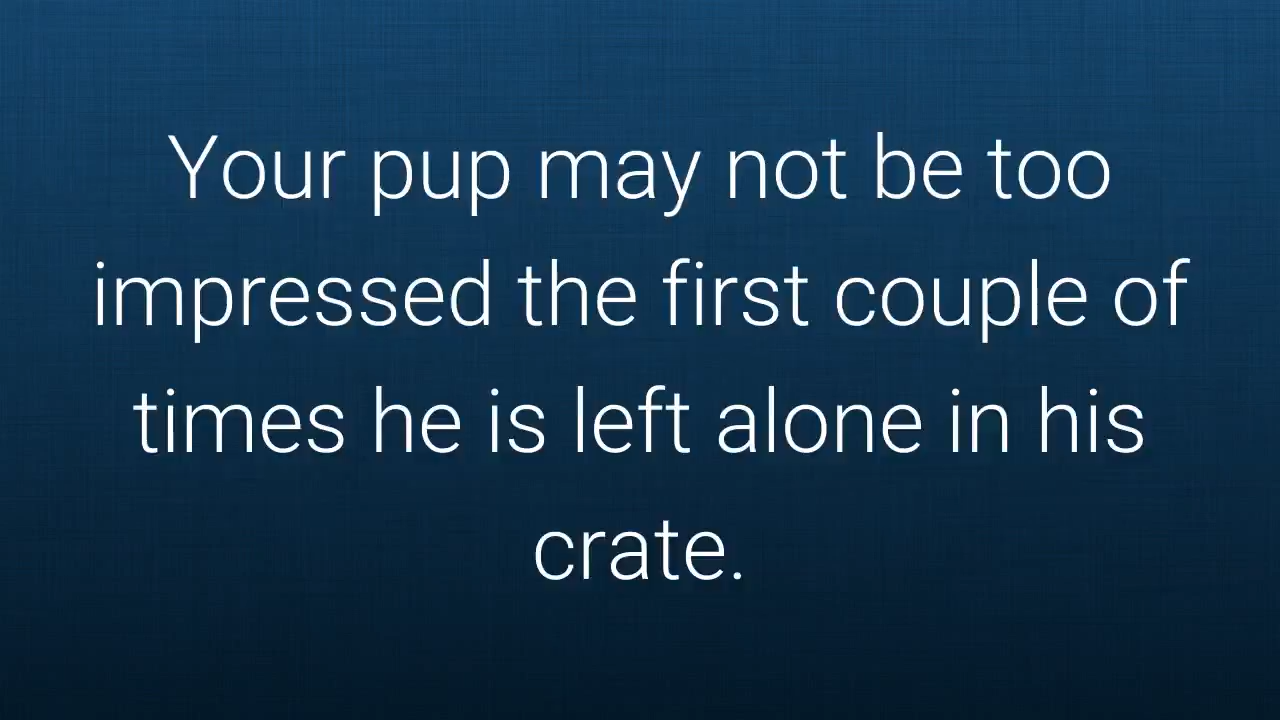 Your pup may not be too
impressed the first couple of
times he is left alone in his
crate.